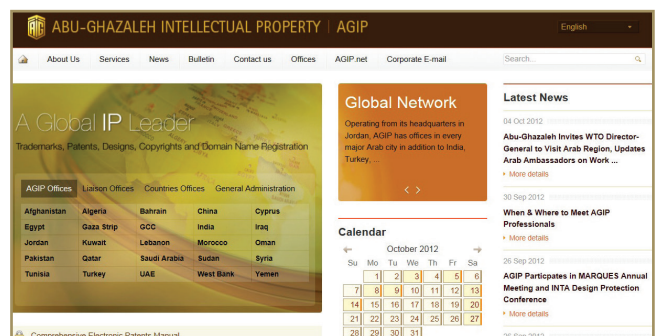 ABU-GHAZALEH INTELLECTUAL PROPERTY | AGIP
English
About Us Services News Bulletin Contact us Offices AGIP.net Corporate E-mail
Search...
A Global IP Leader
Trademarks, Patents, Designs, Copyrights and Domain Name Registration
AGIP Offices Liaison Offices Countries Offices General Administration
Afghanistan Algeria Bahrain China Cyprus
Egypt Gaza Strip GCC India Iraq
Jordan Kuwait Lebanon Morocco Oman
Pakistan Qatar Saudi Arabia Sudan Syria
Tunisia Turkey UAE West Bank Yemen
Comprehensive Electronic Patents Manual
Global Network
Operating from its headquarters in
Jordan, AGIP has offices in every
major Arab city in addition to India,
Turkey, ...
Calendar
October 2012
Su Mo Tu We Th Fr Sa
1 2 3 4 5 6
7 8 9 10 11 12 13
14 15 16 17 18 19 20
21 22 23 24 25 26 27
28 29 30 31
Latest News
04 Oct 2012
Abu-Ghazaleh Invites WTO Director-
General to Visit Arab Region, Updates
Arab Ambassadors on Work ...
More details
30 Sep 2012
When & Where to Meet AGIP
Professionals
More details
26 Sep 2012
AGIP Particpates in MARQUES Annual
Meeting and INTA Design Protection
Conference
More details